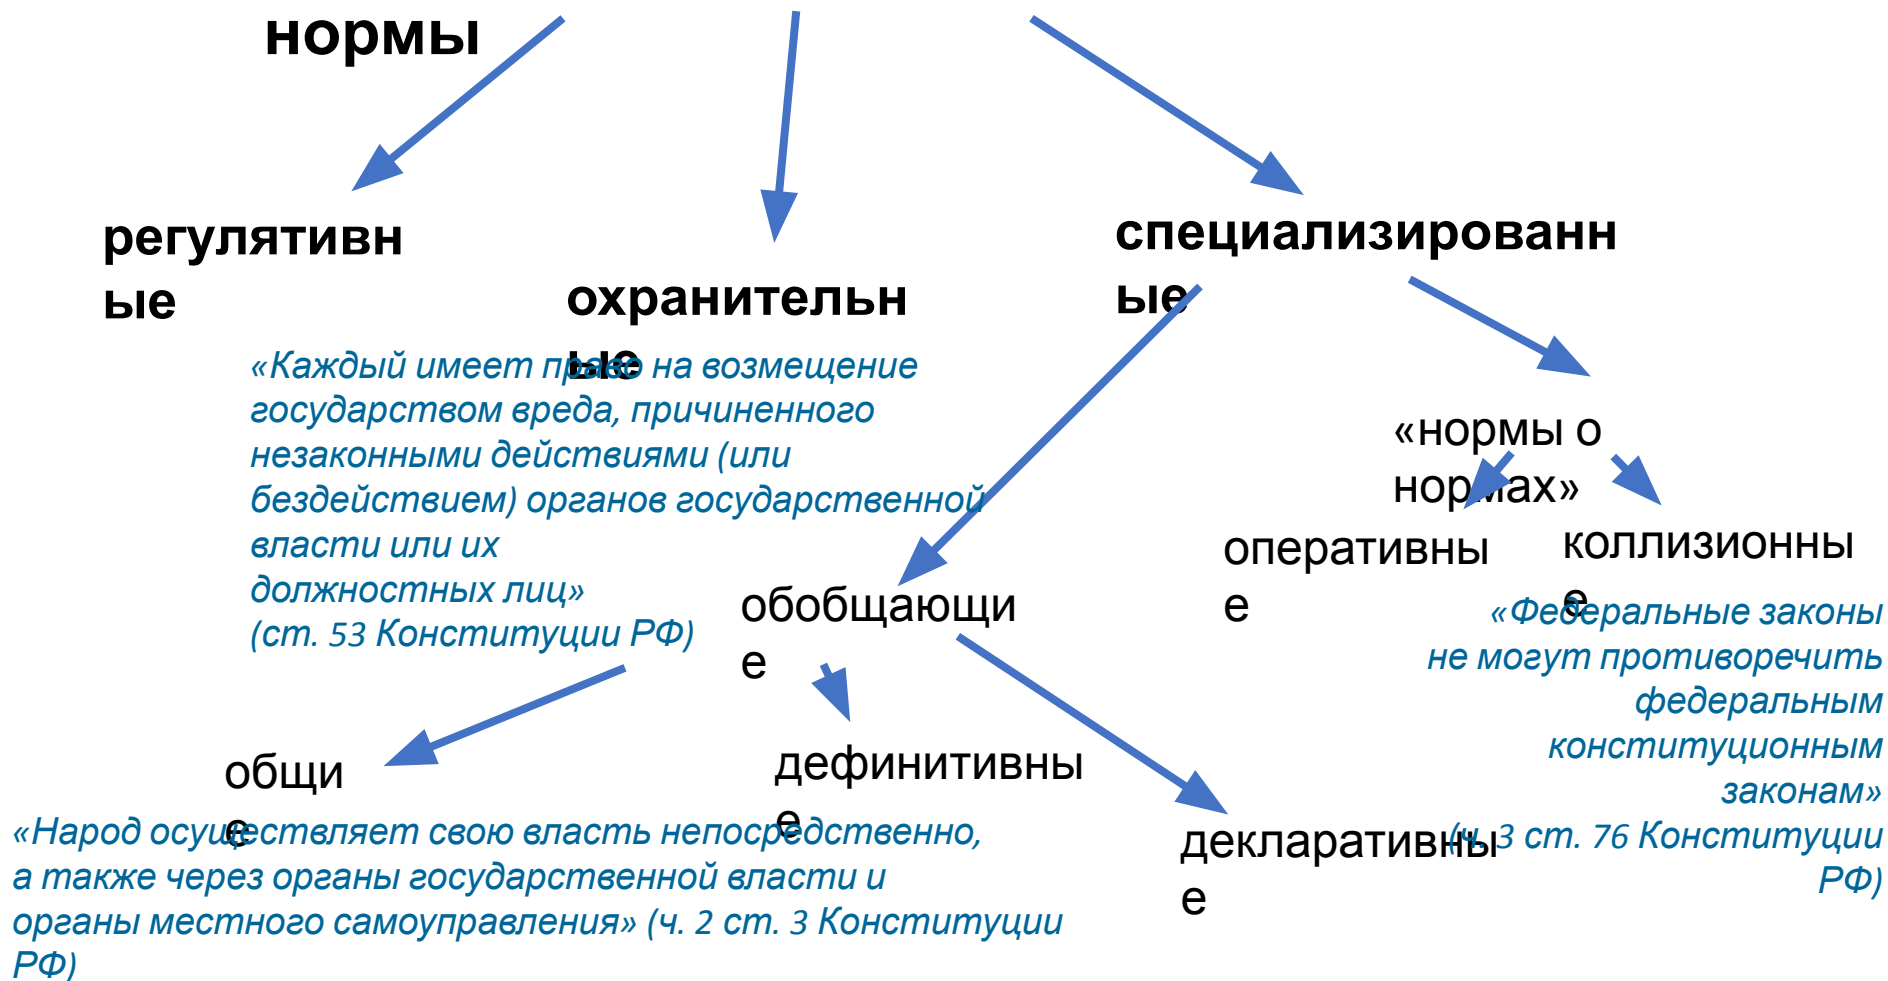 нормы
регулятивн
ые
охранительн
ые
специализированн
ые
«Каждый имеет право на возмещение
государством вреда, причиненного
незаконными действиями (или
бездействием) органов государственной
власти или их
должностных лиц»
(ст. 53 Конституции РФ)
«нормы о
нормах»
оперативны
е
коллизионны
е
«Федеральные законы
не могут противоречить
федеральным
конституционным
законам»
(ч. 3 ст. 76 Конституции
РФ)
обобщающи
е
общи
е
дефинитивны
е
декларативны
е
«Народ осуществляет свою власть непосредственно,
а также через органы государственной власти и
органы местного самоуправления» (ч. 2 ст. 3 Конституции
РФ)